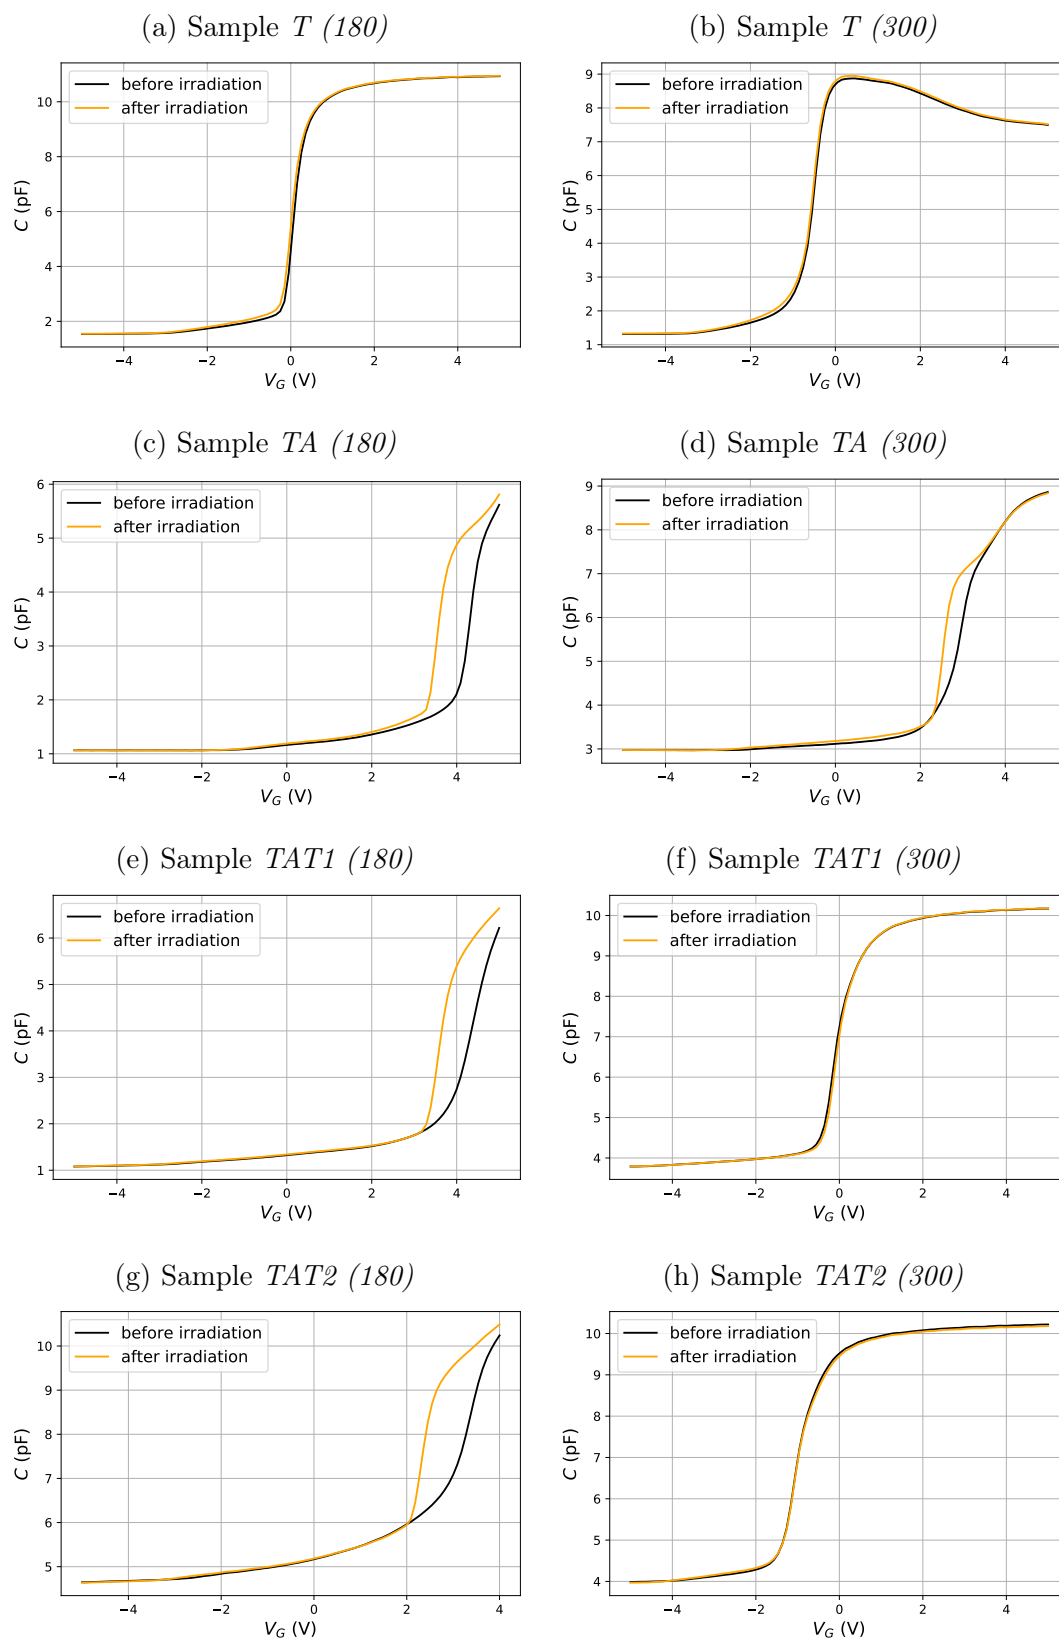 (a) Sample T (180)
before irradiation
after irradiation
C (pF)
10
8
6
4
2
−4 −2 0 2 4
V_G (V)
(b) Sample T (300)
before irradiation
after irradiation
C (pF)
9
8
7
6
5
4
3
2
1
−4 −2 0 2 4
V_G (V)
(c) Sample TA (180)
before irradiation
after irradiation
C (pF)
6
5
4
3
2
1
−4 −2 0 2 4
V_G (V)
(d) Sample TA (300)
before irradiation
after irradiation
C (pF)
9
8
7
6
5
4
3
−4 −2 0 2 4
V_G (V)
(e) Sample TAT1 (180)
before irradiation
after irradiation
C (pF)
6
5
4
3
2
1
−4 −2 0 2 4
V_G (V)
(f) Sample TAT1 (300)
before irradiation
after irradiation
C (pF)
10
9
8
7
6
5
4
−4 −2 0 2 4
V_G (V)
(g) Sample TAT2 (180)
before irradiation
after irradiation
C (pF)
10
9
8
7
6
5
−4 −2 0 2 4
V_G (V)
(h) Sample TAT2 (300)
before irradiation
after irradiation
C (pF)
10
9
8
7
6
5
4
−4 −2 0 2 4
V_G (V)